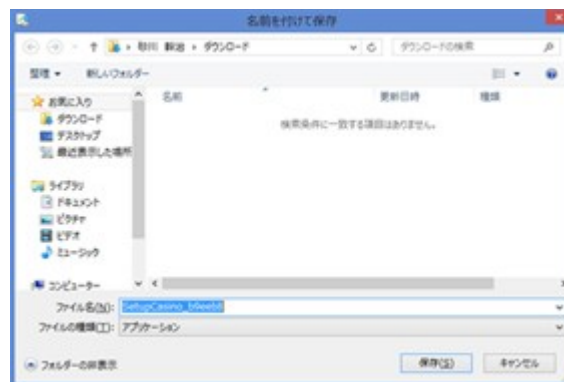 名前を付けて保存
ダウンロード
ダウンロードの検索
整理
新しいフォルダー
お気に入り
ダウンロード
デスクトップ
最近表示した場所
ライブラリ
ドキュメント
ピクチャ
ビデオ
ミュージック
コンピューター
名前
更新日時
種類
検索条件に一致する項目はありません。
ファイル名(N):
SetupCasino_b9eeb8
ファイルの種類(T): アプリケーション
フォルダーの非表示
保存(S)
キャンセル